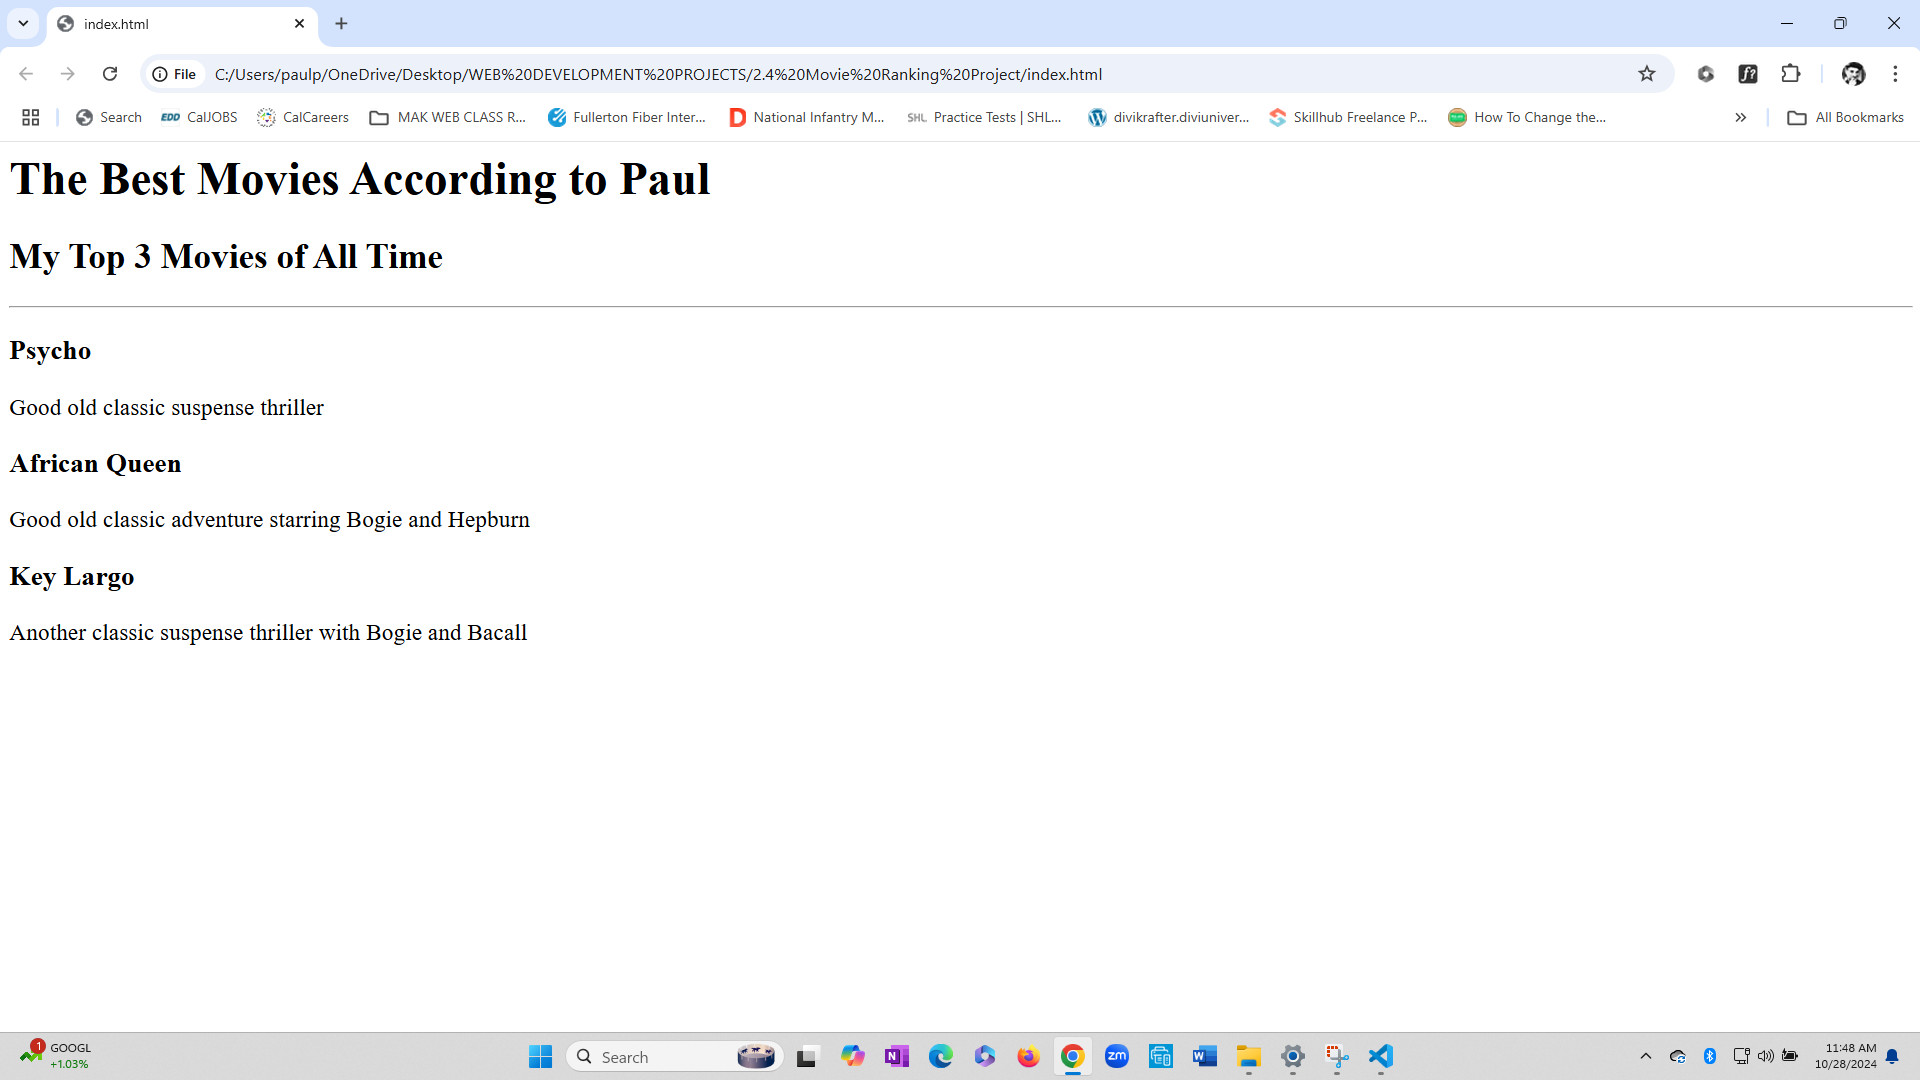 index.html
File
C:/Users/paulp/OneDrive/Desktop/WEB%20DEVELOPMENT%20PROJECTS/2.4%20Movie%20Ranking%20Project/index.html
f?
Search
EDD CalJOBS
CalCareers
MAK WEB CLASS R...
Fullerton Fiber Inter...
National Infantry M...
SHL Practice Tests | SHL...
divikrafter.diviuniver...
Skillhub Freelance P...
How To Change the...
All Bookmarks
The Best Movies According to Paul
My Top 3 Movies of All Time
Psycho
Good old classic suspense thriller
African Queen
Good old classic adventure starring Bogie and Hepburn
Key Largo
Another classic suspense thriller with Bogie and Bacall
1
GOOGL
+1.03%
Search
N
zm
W
11:48 AM
10/28/2024